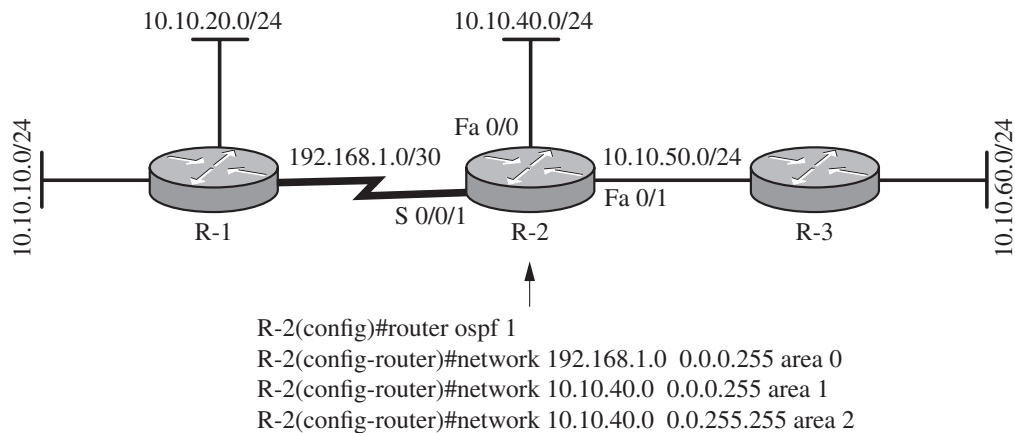 10.10.20.0/24
10.10.40.0/24
10.10.10.0/24
Fa 0/0
192.168.1.0/30
10.10.50.0/24
10.10.60.0/24
S 0/0/1
Fa 0/1
R-1
R-2
R-3
R-2(config)#router ospf 1
R-2(config-router)#network 192.168.1.0 0.0.0.255 area 0
R-2(config-router)#network 10.10.40.0 0.0.0.255 area 1
R-2(config-router)#network 10.10.40.0 0.0.255.255 area 2